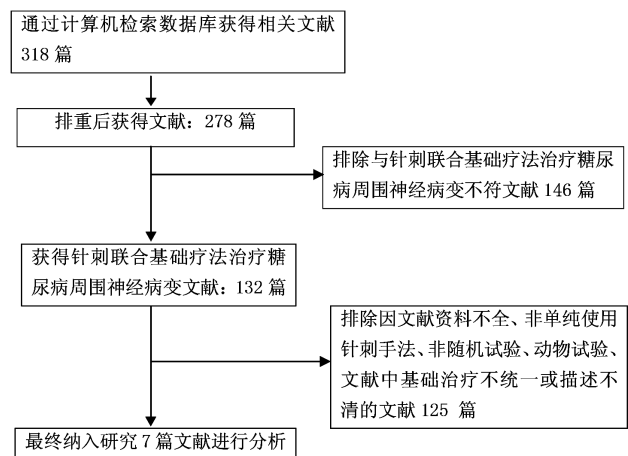 通过计算机检索数据库获得相关文献
318 篇
排重后获得文献：278 篇
排除与针刺联合基础疗法治疗糖尿
病周围神经病变不符文献 146 篇
获得针刺联合基础疗法治疗糖
尿病周围神经病变文献：132 篇
排除因文献资料不全、非单纯使用
针刺手法、非随机试验、动物试验、
文献中基础治疗不统一或描述不
清的文献 125 篇
最终纳入研究 7 篇文献进行分析